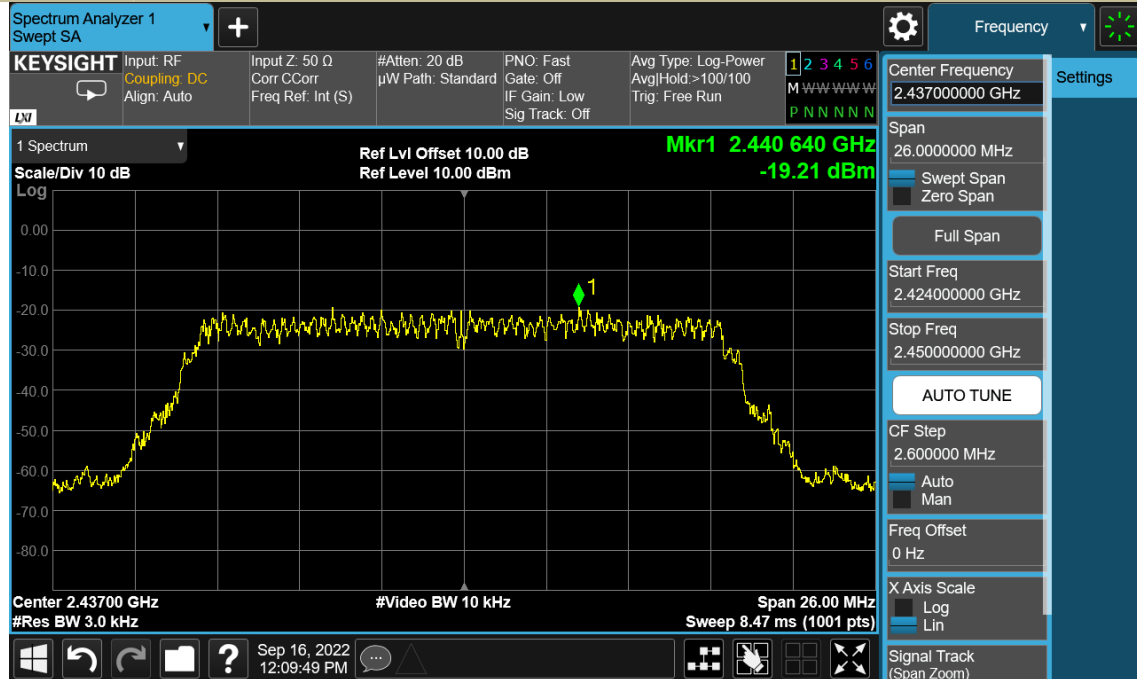 Spectrum Analyzer 1
Swept SA
+
Frequency
KEYSIGHT
LXI
Input: RF
Coupling: DC
Align: Auto
Input Z: 50 Ω
Corr CCorr
Freq Ref: Int (S)
#Atten: 20 dB
µW Path: Standard
PNO: Fast
Gate: Off
IF Gain: Low
Sig Track: Off
Avg Type: Log-Power
Avg|Hold:>100/100
Trig: Free Run
1 2 3 4 5 6
M W W W W W
P N N N N N
1 Spectrum
Scale/Div 10 dB
Log
Ref Lvl Offset 10.00 dB
Ref Level 10.00 dBm
Mkr1 2.440 640 GHz
-19.21 dBm
0.00
-10.0
-20.0
-30.0
-40.0
-50.0
-60.0
-70.0
-80.0
1
Center 2.43700 GHz
#Res BW 3.0 kHz
#Video BW 10 kHz
Span 26.00 MHz
Sweep 8.47 ms (1001 pts)
?
Sep 16, 2022
12:09:49 PM
Center Frequency
2.437000000 GHz
Span
26.0000000 MHz
Swept Span
Zero Span
Full Span
Start Freq
2.424000000 GHz
Stop Freq
2.450000000 GHz
AUTO TUNE
CF Step
2.600000 MHz
Auto
Man
Freq Offset
0 Hz
X Axis Scale
Log
Lin
Signal Track
(Span Zoom)
Settings